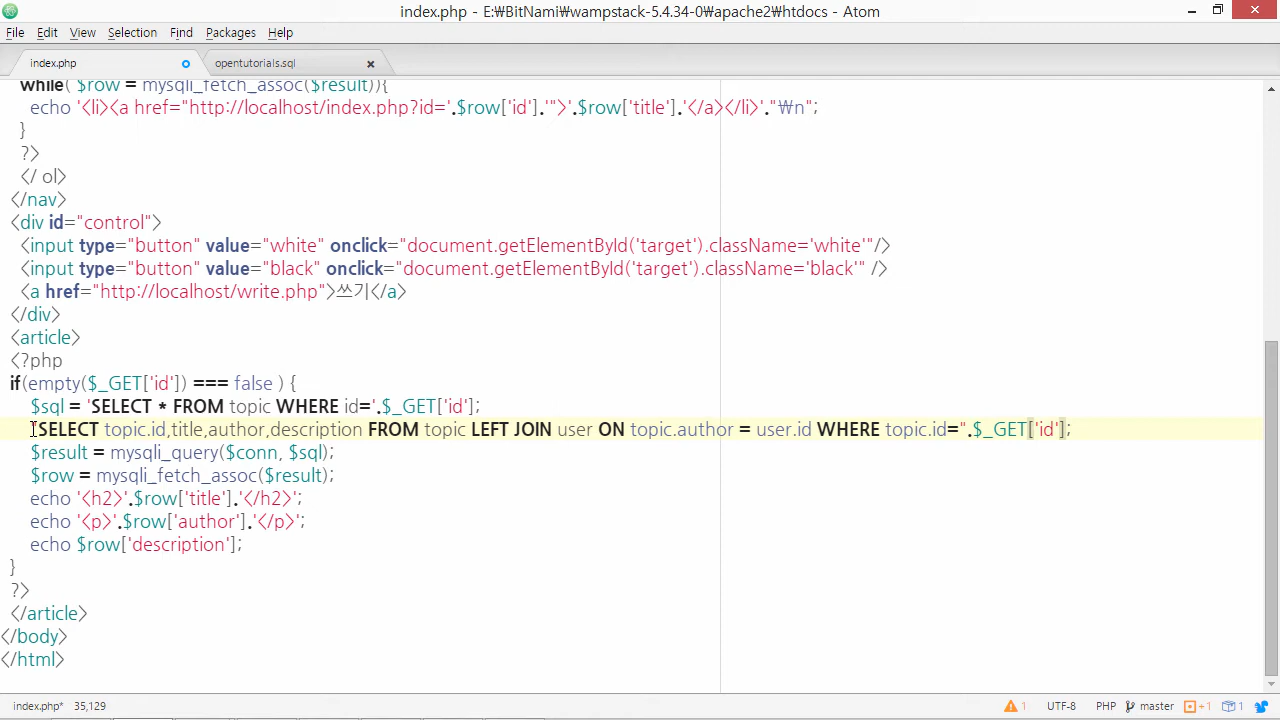 index.php - E:₩BitNami₩wampstack-5.4.34-0₩apache2₩htdocs - Atom
File Edit View Selection Find Packages Help
index.php opentutorials.sql
while( $row = mysqli_fetch_assoc($result)){
echo '<li><a href="http://localhost/index.php?id='.$row['id'].'">'.$row['title'].'</a></li>'."₩n";
}
?>
</ ol>
</nav>
<div id="control">
<input type="button" value="white" onclick="document.getElementById('target').className='white'"/>
<input type="button" value="black" onclick="document.getElementById('target').className='black'" />
<a href="http://localhost/write.php">쓰기</a>
</div>
<article>
<?php
if(empty($_GET['id']) === false ) {
$sql = 'SELECT * FROM topic WHERE id='.$_GET['id'];
"SELECT topic.id,title,author,description FROM topic LEFT JOIN user ON topic.author = user.id WHERE topic.id=".$_GET['id'];
$result = mysqli_query($conn, $sql);
$row = mysqli_fetch_assoc($result);
echo '<h2>'.$row['title'].'</h2>';
echo '<p>'.$row['author'].'</p>';
echo $row['description'];
}
?>
</article>
</body>
</html>
index.php* 35,129 1 UTF-8 PHP master +1 1